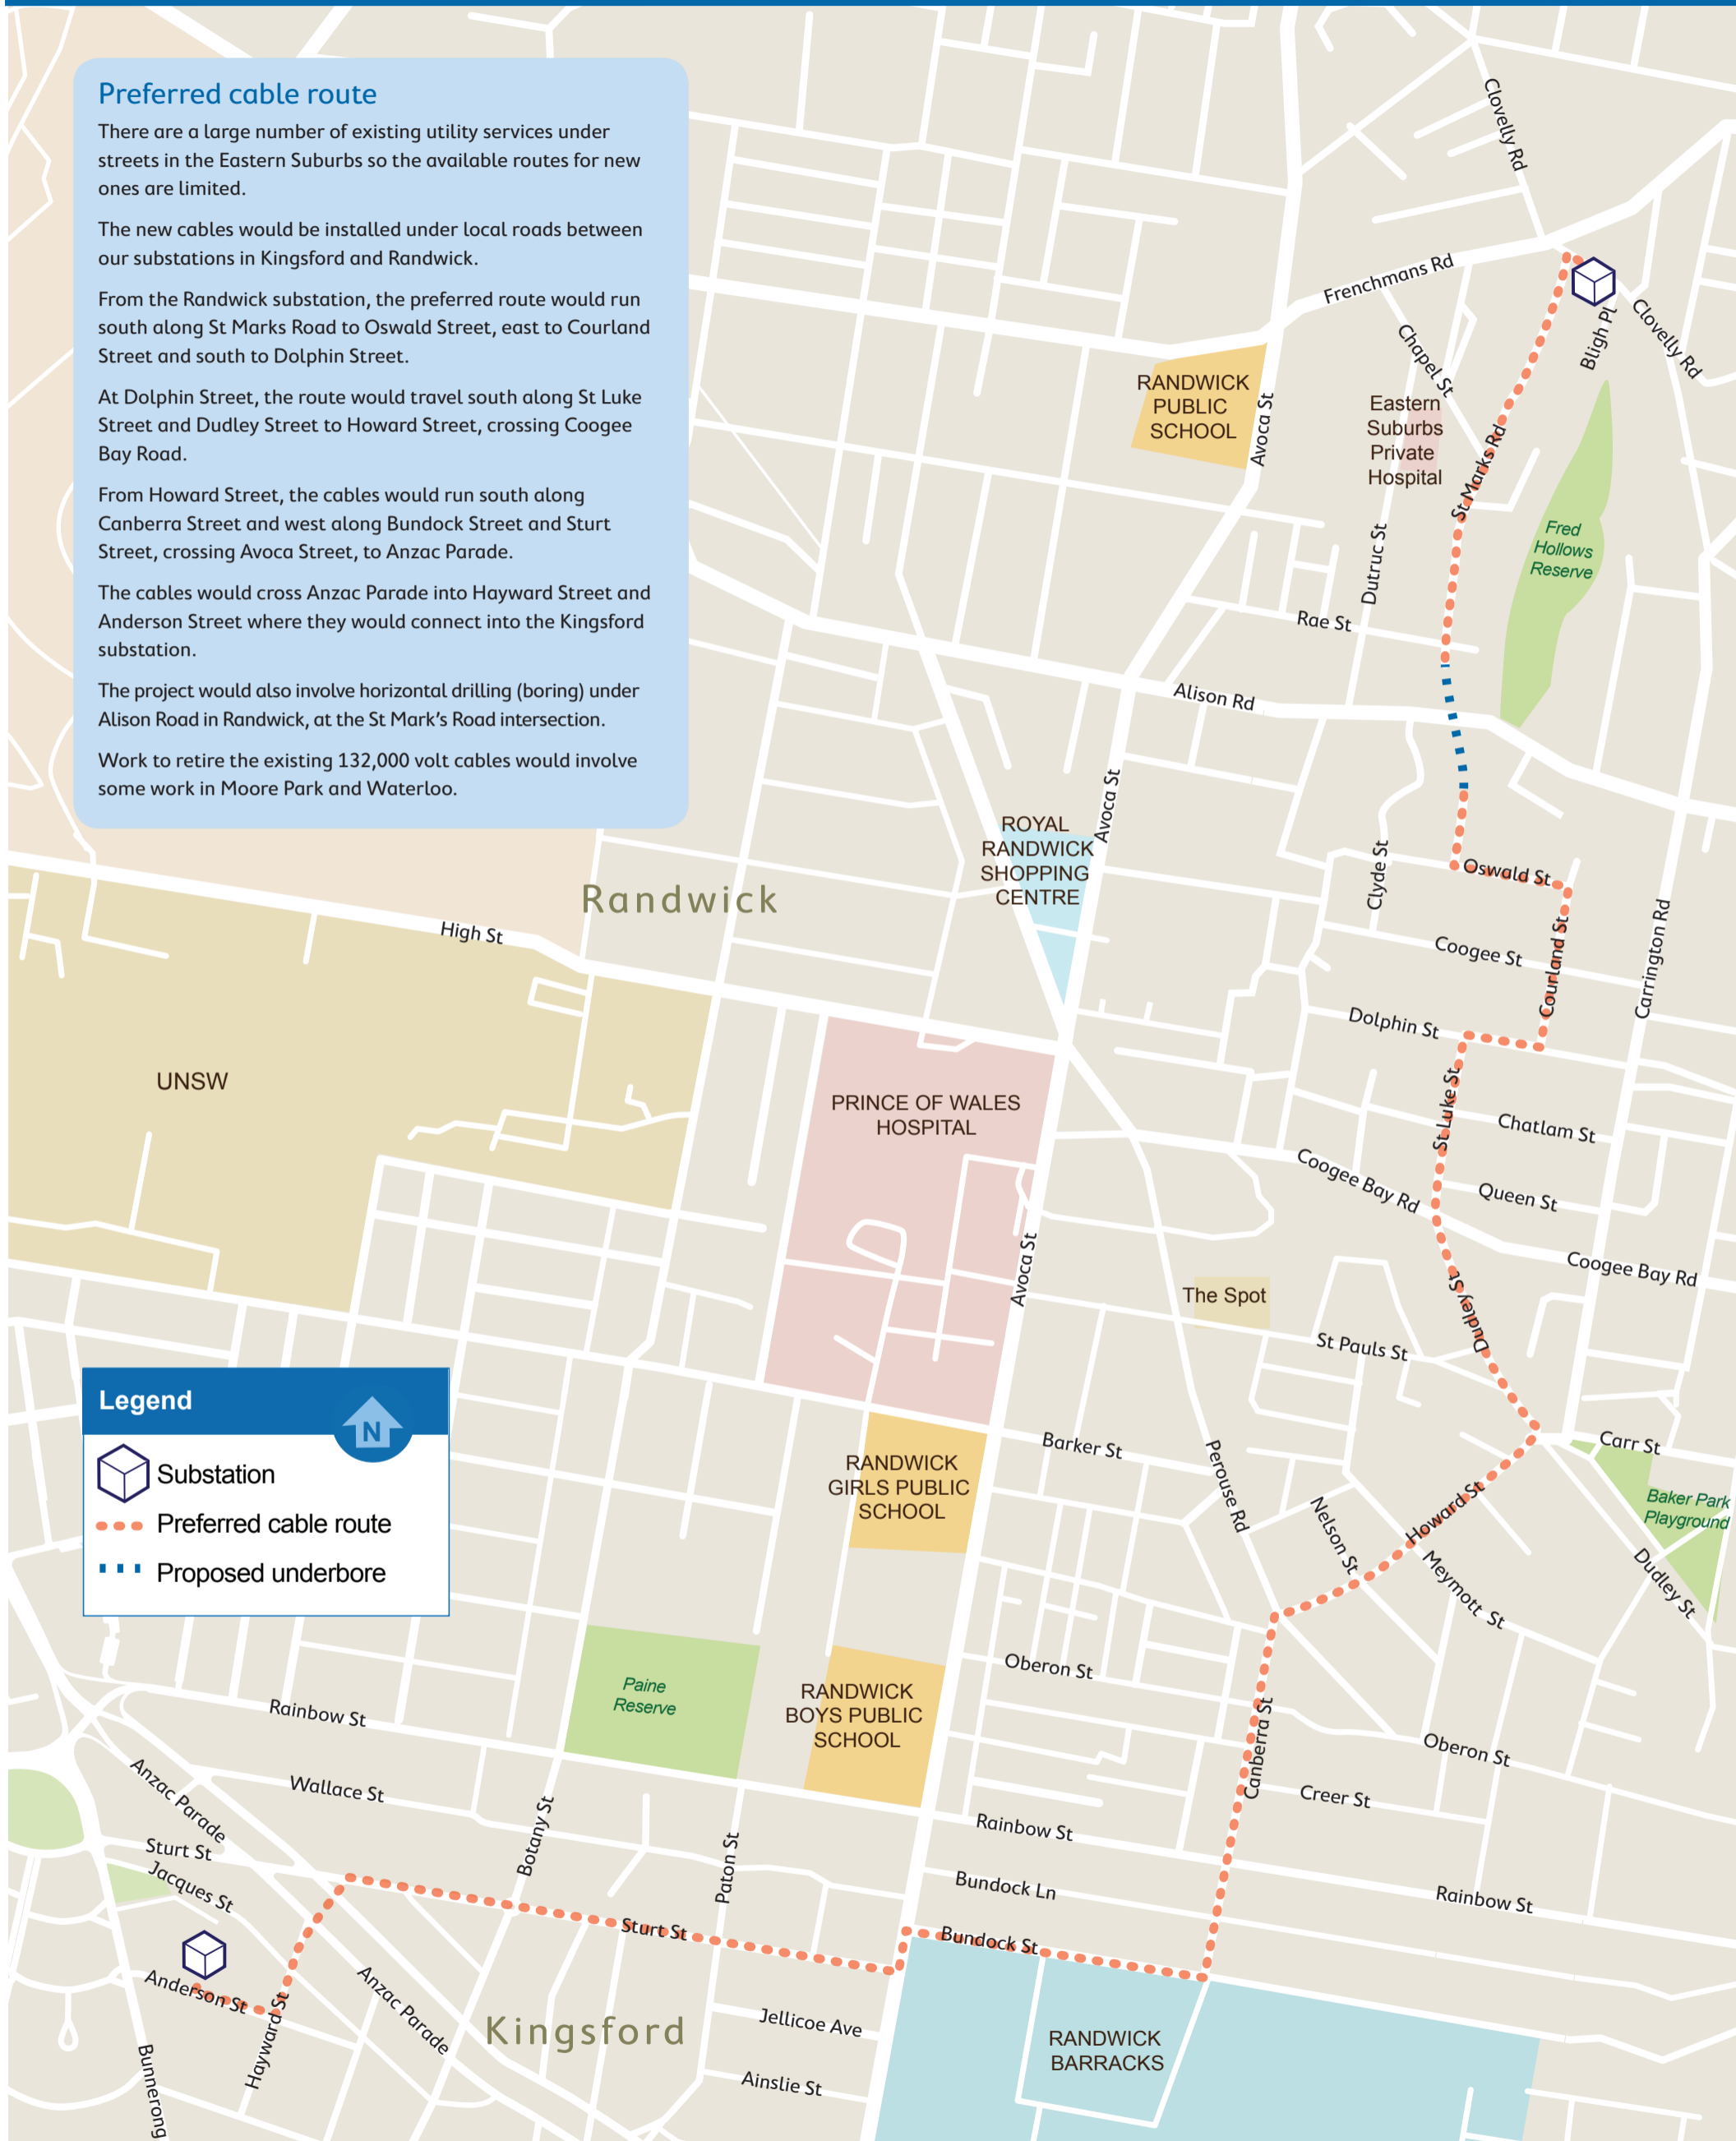 Preferred cable route
There are a large number of existing utility services under
streets in the Eastern Suburbs so the available routes for new
ones are limited.
The new cables would be installed under local roads between
our substations in Kingsford and Randwick.
From the Randwick substation, the preferred route would run
south along St Marks Road to Oswald Street, east to Courland
Street and south to Dolphin Street.
At Dolphin Street, the route would travel south along St Luke
Street and Dudley Street to Howard Street, crossing Coogee
Bay Road.
From Howard Street, the cables would run south along
Canberra Street and west along Bundock Street and Sturt
Street, crossing Avoca Street, to Anzac Parade.
The cables would cross Anzac Parade into Hayward Street and
Anderson Street where they would connect into the Kingsford
substation.
The project would also involve horizontal drilling (boring) under
Alison Road in Randwick, at the St Mark's Road intersection.
Work to retire the existing 132,000 volt cables would involve
some work in Moore Park and Waterloo.
Clovelly Rd
Frenchmans Rd
Clovelly Rd
Bligh Pl
Chapel St
RANDWICK
PUBLIC
SCHOOL
Avoca St
Eastern
Suburbs
Private
Hospital
St Marks Rd
Fred
Hollows
Reserve
Dutruc St
Rae St
Alison Rd
Avoca St
ROYAL
RANDWICK
SHOPPING
CENTRE
Clyde St
Oswald St
Randwick
High St
Coogee St
Courland St
Carrington Rd
Dolphin St
UNSW
PRINCE OF WALES
HOSPITAL
St Luke St
Chatlam St
Coogee Bay Rd
Queen St
Avoca St
Coogee Bay Rd
The Spot
Dudley St
St Pauls St
Legend
N
Substation
Preferred cable route
Proposed underbore
Barker St
Carr St
RANDWICK
GIRLS PUBLIC
SCHOOL
Perouse Rd
Nelson St
Howard St
Baker Park
Playground
Meymott St
Dudley St
Oberon St
Paine
Reserve
RANDWICK
BOYS PUBLIC
SCHOOL
Rainbow St
Canberra St
Oberon St
Anzac Parade
Wallace St
Creer St
Botany St
Rainbow St
Sturt St
Paton St
Jacques St
Bundock Ln
Rainbow St
Sturt St
Bundock St
Anderson St
Hayward St
Anzac Parade
Kingsford
Jellicoe Ave
RANDWICK
BARRACKS
Bunnerong
Ainslie St